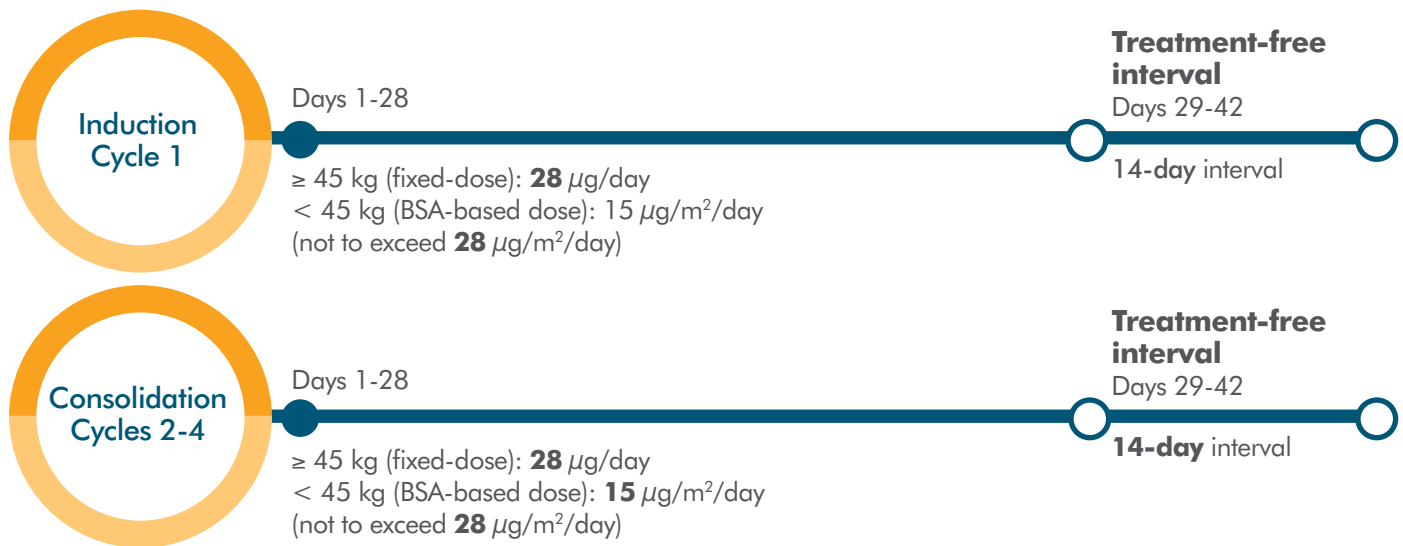 Induction
Cycle 1
Days 1-28
≥ 45 kg (fixed-dose): 28 µg/day
< 45 kg (BSA-based dose): 15 µg/m²/day
(not to exceed 28 µg/m²/day)
Treatment-free
interval
Days 29-42
14-day interval
Consolidation
Cycles 2-4
Days 1-28
≥ 45 kg (fixed-dose): 28 µg/day
< 45 kg (BSA-based dose): 15 µg/m²/day
(not to exceed 28 µg/m²/day)
Treatment-free
interval
Days 29-42
14-day interval